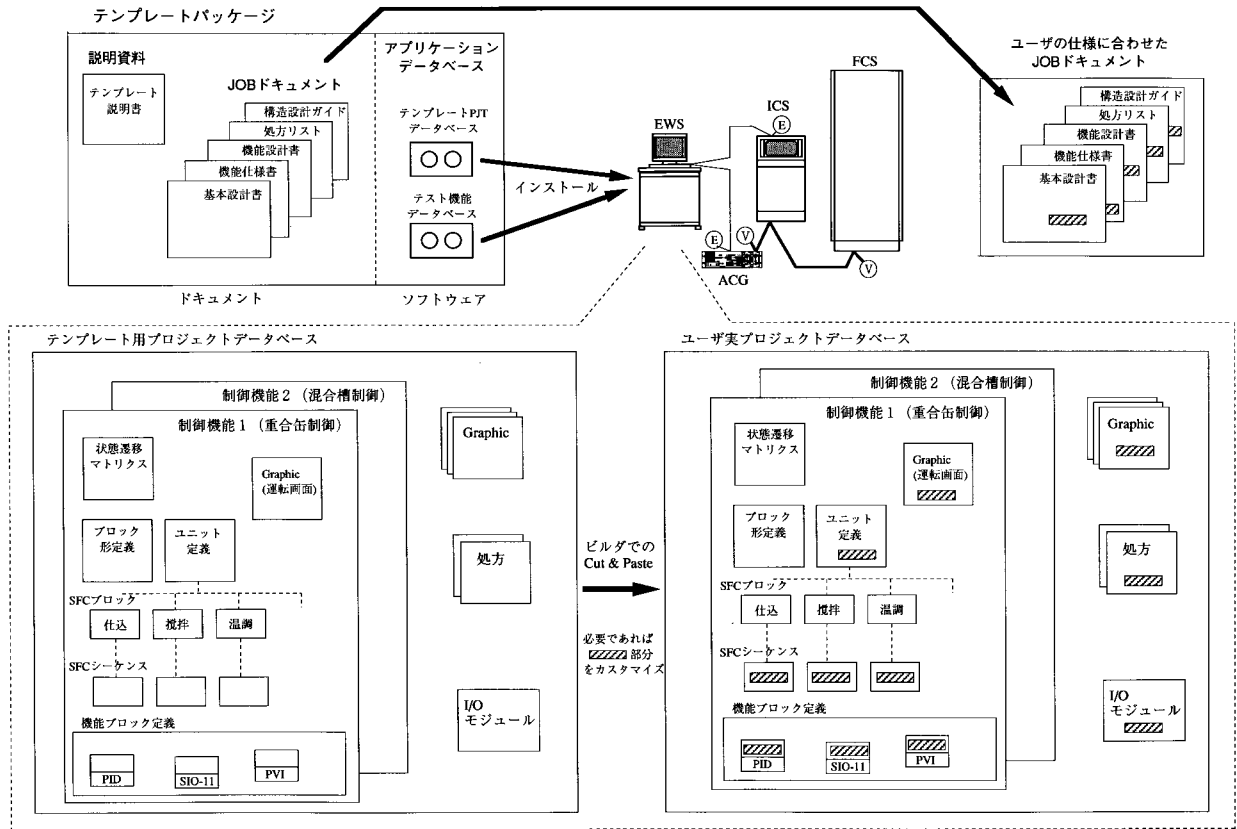 テンプレートパッケージ
説明資料
テンプレート
説明書
JOBドキュメント
構造設計ガイド
処方リスト
機能設計書
機能仕様書
基本設計書
アプリケーション
データベース
テンプレートPJT
データベース
テスト機能
データベース
ドキュメント
ソフトウェア
インストール
EWS
ICS
E
FCS
E
V
ACG
V
ユーザの仕様に合わせた
JOBドキュメント
構造設計ガイド
処方リスト
機能設計書
機能仕様書
基本設計書
テンプレート用プロジェクトデータベース
制御機能2(混合槽制御)
制御機能1(重合缶制御)
状態遷移
マトリクス
Graphic
(運転画面)
ブロック
形定義
ユニット
定義
SFCブロック
仕込
攪拌
温調
SFCシーケンス
機能ブロック定義
PID
SIO-11
PVI
Graphic
処方
I/O
モジュール
ビルダでの
Cut & Paste
必要であれば
部分
をカスタマイズ
ユーザ実プロジェクトデータベース
制御機能2(混合槽制御)
制御機能1(重合缶制御)
状態遷移
マトリクス
Graphic
(運転画面)
ブロック
形定義
ユニット
定義
SFCブロック
仕込
攪拌
温調
SFCシーケンス
機能ブロック定義
PID
SIO-11
PVI
Graphic
処方
I/O
モジュール